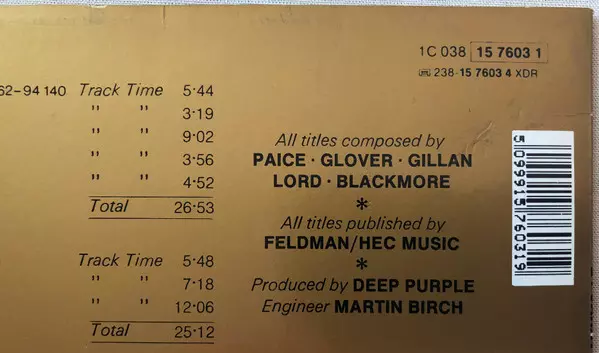 1C 038 15 7603 1
238-15 7603 4 XDR
62-94 140 Track Time 5·44
" " 3·19
" " 9·02
" " 3·56
" " 4·52
Total 26·53
Track Time 5·48
" " 7·18
" " 12·06
Total 25·12
All titles composed by
PAICE · GLOVER · GILLAN
LORD · BLACKMORE
*
All titles published by
FELDMAN/HEC MUSIC
*
Produced by DEEP PURPLE
Engineer MARTIN BIRCH
5 099915 760319